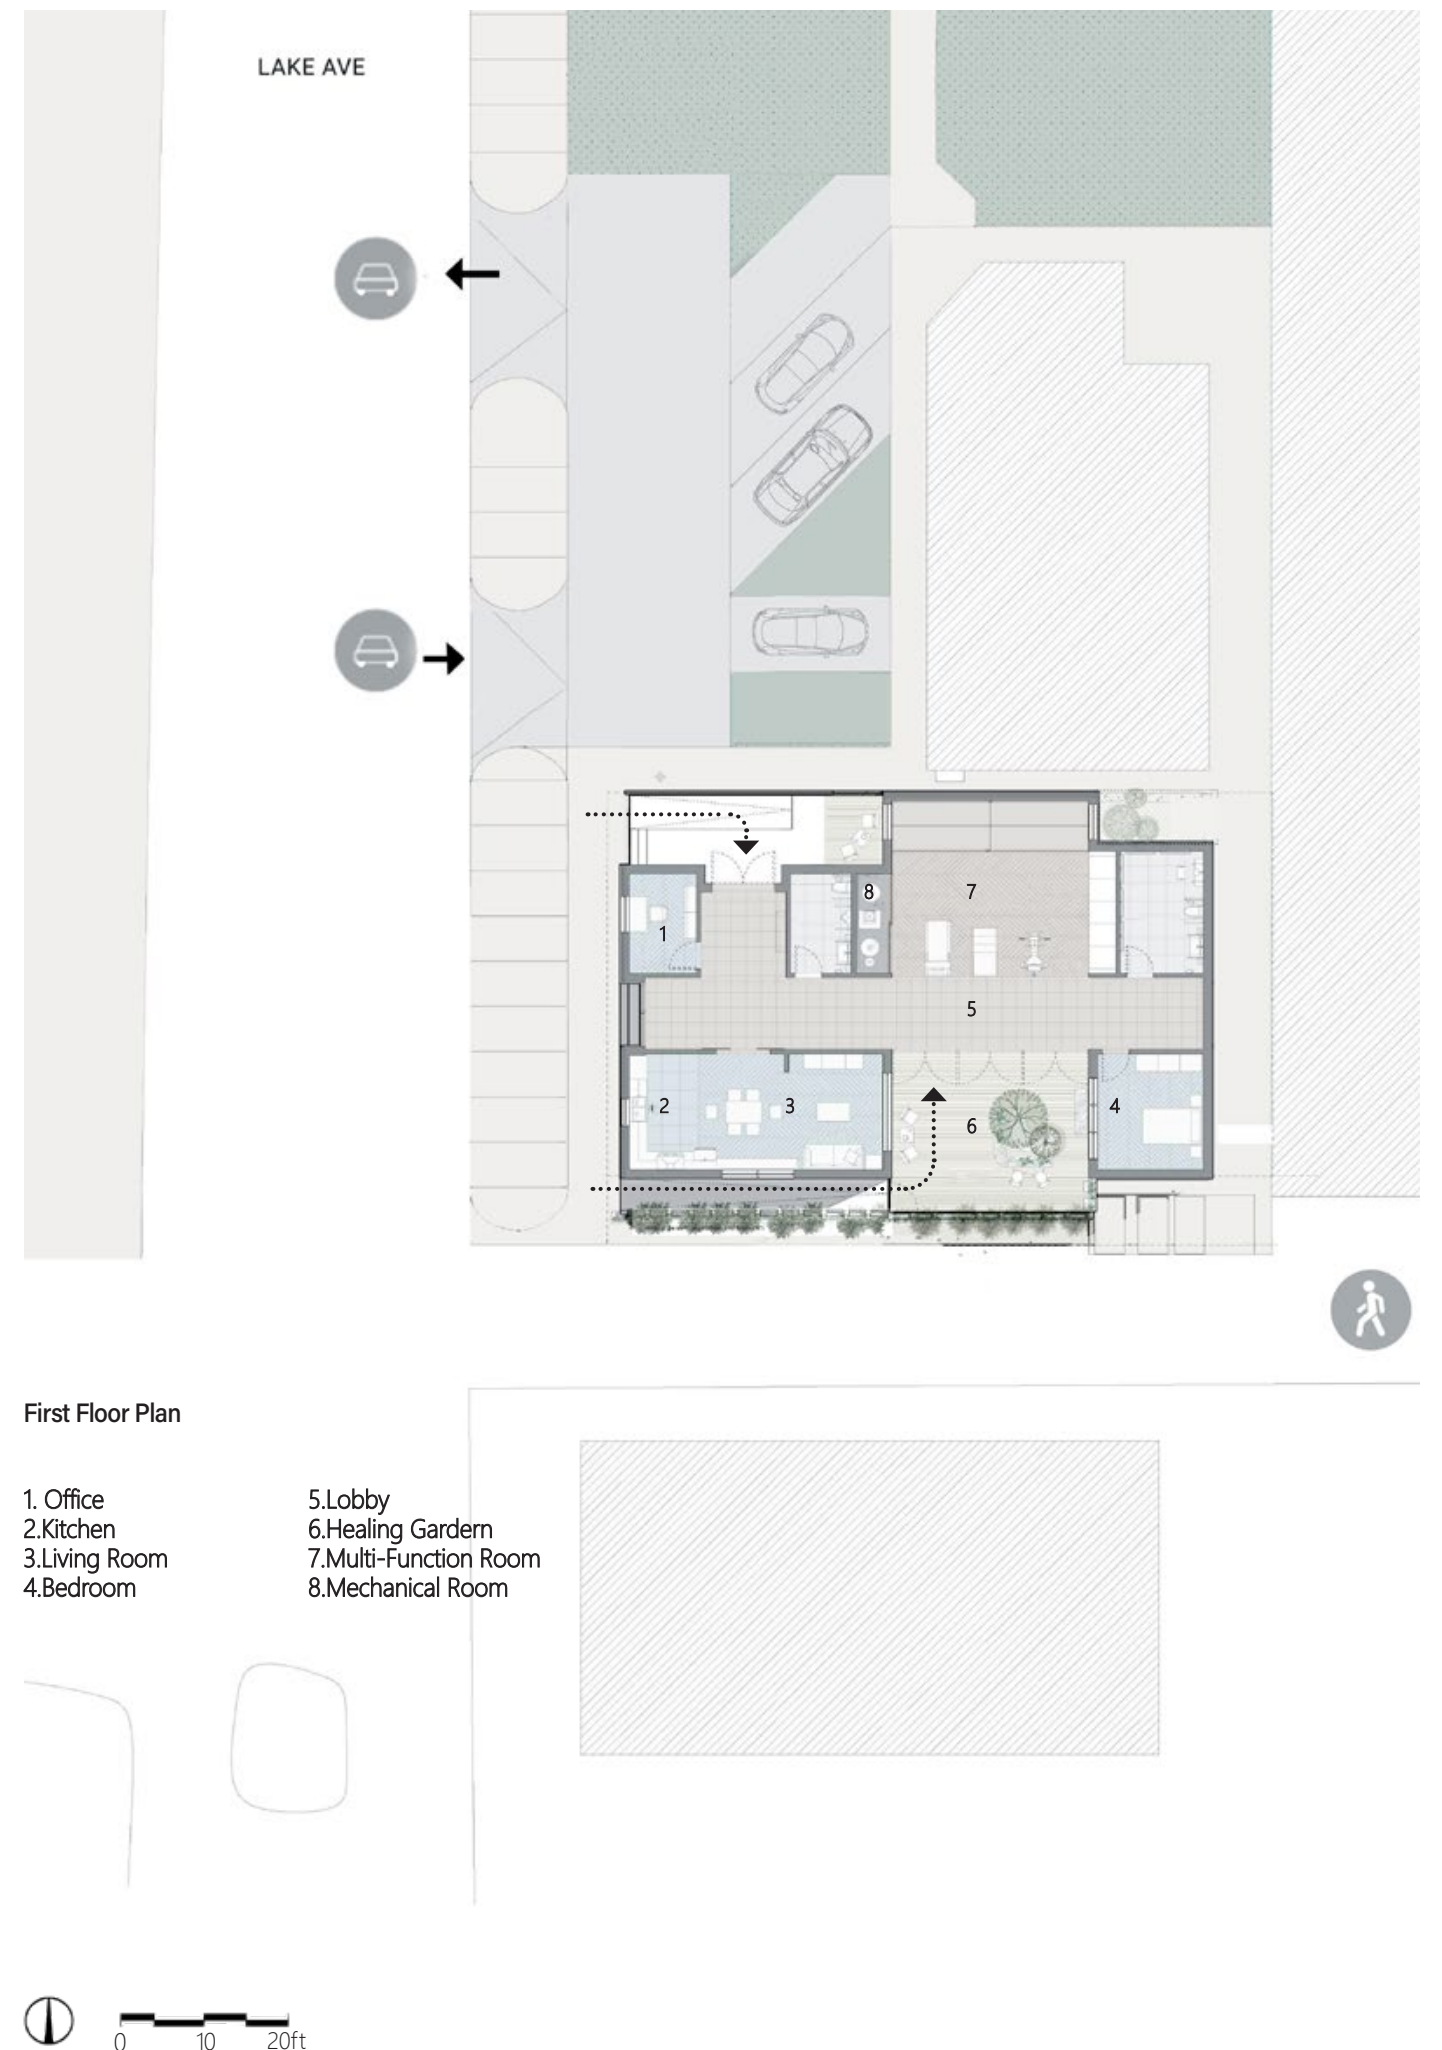 LAKE AVE
8
7
1
5
2
3
4
6
First Floor Plan
1. Office
2.Kitchen
3.Living Room
4.Bedroom
5.Lobby
6.Healing Gardern
7.Multi-Function Room
8.Mechanical Room
0 10 20ft